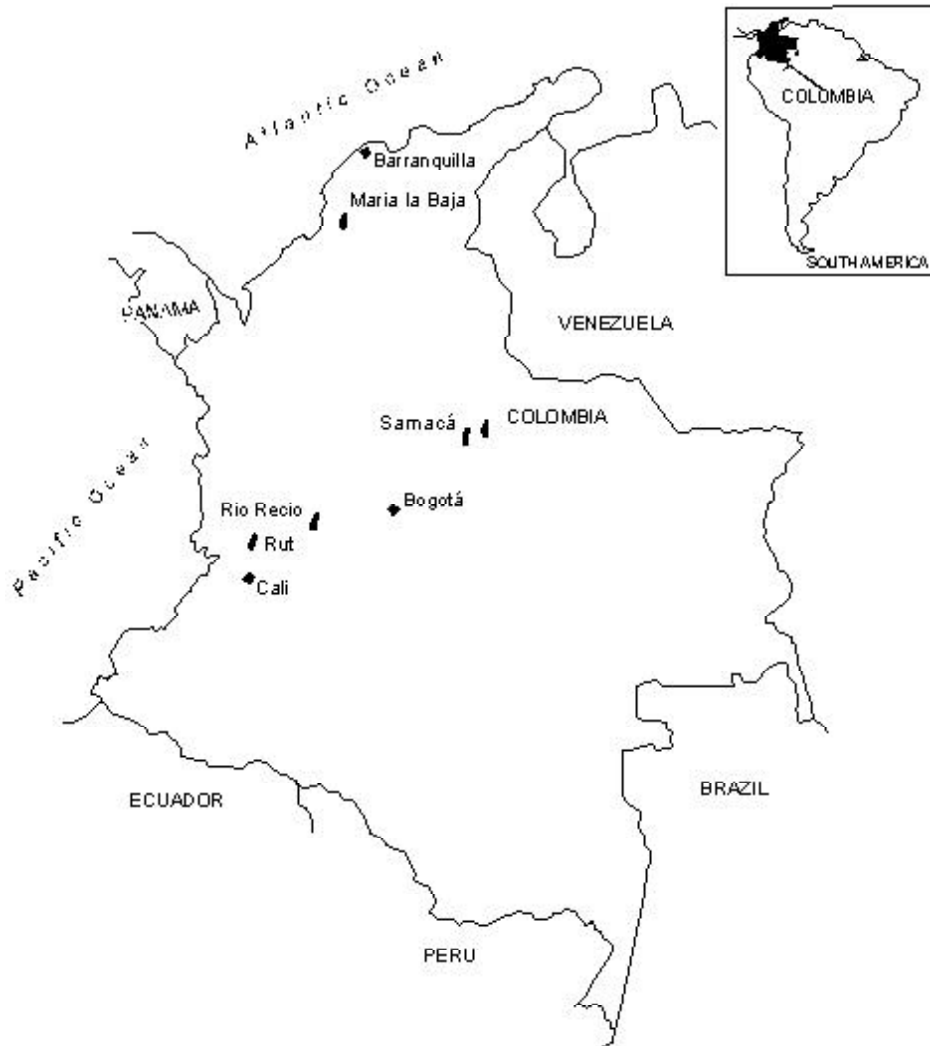 Atlantic Ocean
COLOMBIA
Barranquilla
Maria la Baja
SOUTH AMERICA
PANAMA
VENEZUELA
Samacá
COLOMBIA
Pacific Ocean
Rio Recio
Bogotá
Rut
Cali
ECUADOR
BRAZIL
PERU